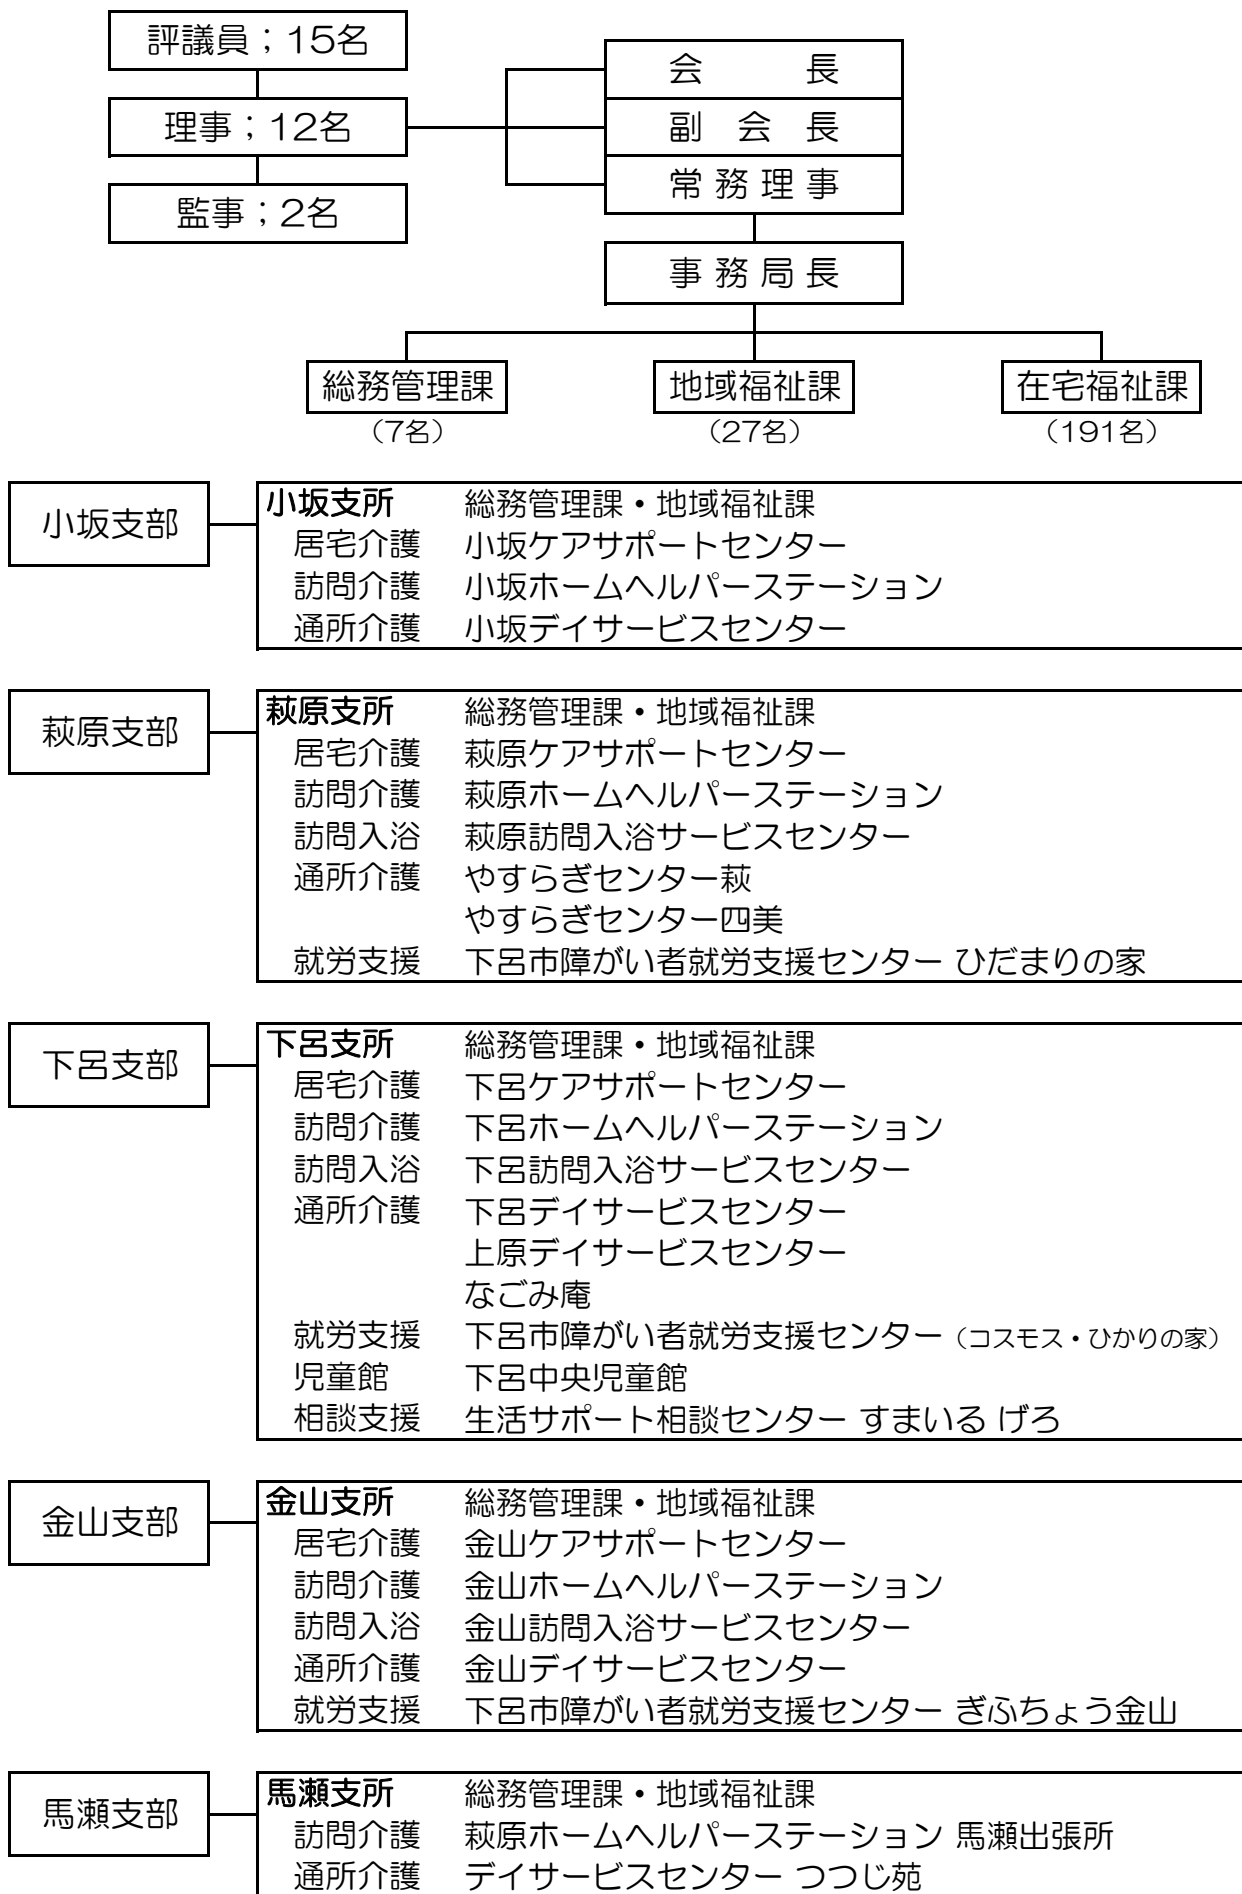 評議員；15名
理事；12名
監事；2名
会　　長
副 会 長
常務理事
事務局長
総務管理課
（7名）
地域福祉課
（27名）
在宅福祉課
（191名）
小坂支部
小坂支所　総務管理課・地域福祉課
居宅介護　小坂ケアサポートセンター
訪問介護　小坂ホームヘルパーステーション
通所介護　小坂デイサービスセンター
萩原支部
萩原支所　総務管理課・地域福祉課
居宅介護　萩原ケアサポートセンター
訪問介護　萩原ホームヘルパーステーション
訪問入浴　萩原訪問入浴サービスセンター
通所介護　やすらぎセンター萩
やすらぎセンター四美
就労支援　下呂市障がい者就労支援センター ひだまりの家
下呂支部
下呂支所　総務管理課・地域福祉課
居宅介護　下呂ケアサポートセンター
訪問介護　下呂ホームヘルパーステーション
訪問入浴　下呂訪問入浴サービスセンター
通所介護　下呂デイサービスセンター
上原デイサービスセンター
なごみ庵
就労支援　下呂市障がい者就労支援センター（コスモス・ひかりの家）
児童館　下呂中央児童館
相談支援　生活サポート相談センター すまいる げろ
金山支部
金山支所　総務管理課・地域福祉課
居宅介護　金山ケアサポートセンター
訪問介護　金山ホームヘルパーステーション
訪問入浴　金山訪問入浴サービスセンター
通所介護　金山デイサービスセンター
就労支援　下呂市障がい者就労支援センター ぎふちょう金山
馬瀬支部
馬瀬支所　総務管理課・地域福祉課
訪問介護　萩原ホームヘルパーステーション 馬瀬出張所
通所介護　デイサービスセンター つつじ苑